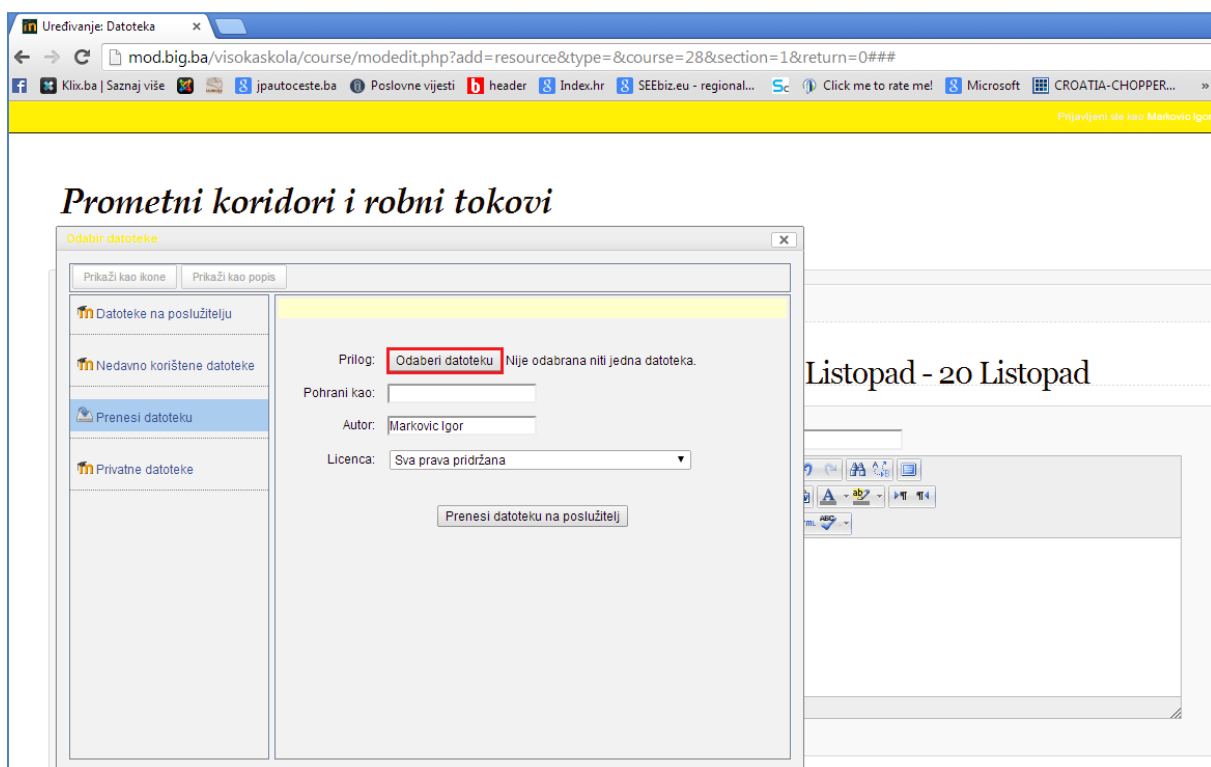 Uređivanje: Datoteka
mod.big.ba/visokaskola/course/modedit.php?add=resource&type=&course=28&section=1&return=0###
Klix.ba | Saznaj više jpautoceste.ba Poslovne vijesti header Index.hr SEEbiz.eu - regional... Click me to rate me! Microsoft CROATIA-CHOPPER... »
Prijavljeni ste kao Markovic Igor
Prometni koridori i robni tokovi
Odabir datoteke
Prikaži kao ikone Prikaži kao popis
Datoteke na poslužitelju
Nedavno korištene datoteke
Prenesi datoteku
Privatne datoteke
Prilog: Odaberi datoteku Nije odabrana niti jedna datoteka.
Pohrani kao:
Autor: Markovic Igor
Licenca: Sva prava pridržana
Prenesi datoteku na poslužitelj
Listopad - 20 Listopad